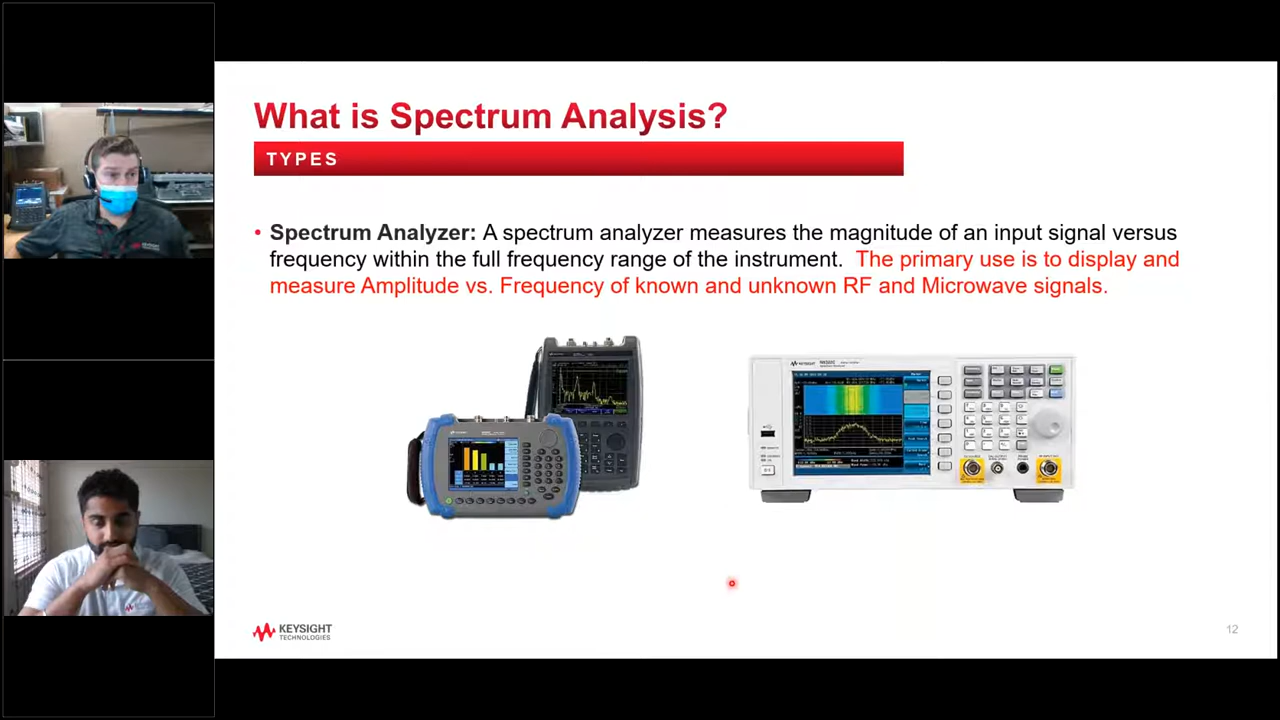 What is Spectrum Analysis?
TYPES
• Spectrum Analyzer: A spectrum analyzer measures the magnitude of an input signal versus
frequency within the full frequency range of the instrument. The primary use is to display and
measure Amplitude vs. Frequency of known and unknown RF and Microwave signals.
KEYSIGHT
KEYSIGHT
KEYSIGHT
TECHNOLOGIES
12